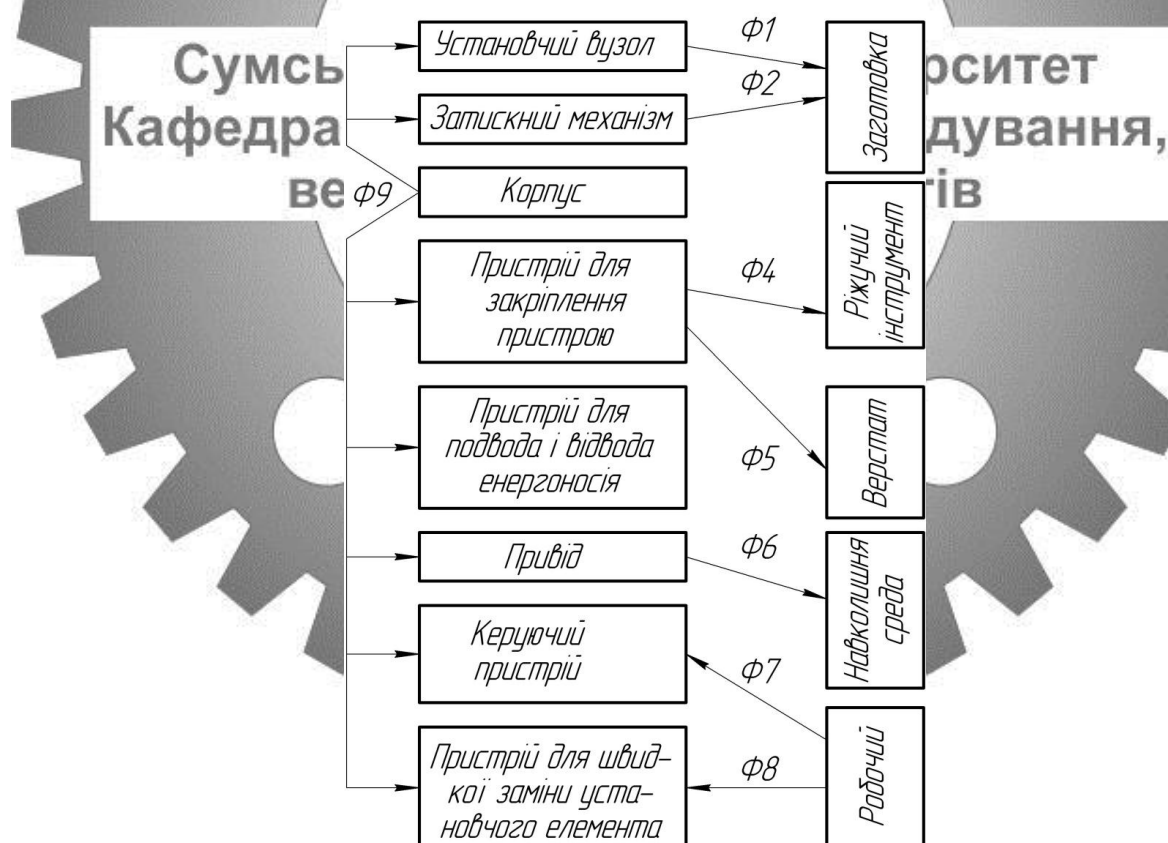 Сумсь
рситет
Кафедра
дування,
ве
гів
Установчий вузол
Затискний механізм
Корпус
Пристрій для
закріплення
пристрою
Пристрій для
подвода і відвода
енергоносія
Привід
Керуючий
пристрій
Пристрій для швид-
кої заміни уста-
новчого елемента
Ф1
Ф2
Ф4
Ф5
Ф6
Ф7
Ф8
Ф9
Заготовка
Ріжучий
інструмент
Верстат
Навколишня
среда
Робочий